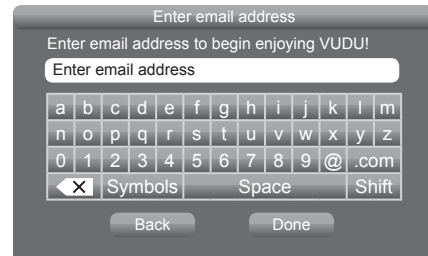 Enter email address
Enter email address to begin enjoying VUDU!
Enter email address
a b c d e f g h i j k l m
n o p q r s t u v w x y z
0 1 2 3 4 5 6 7 8 9 @ .com
X Symbols Space Shift
Back Done